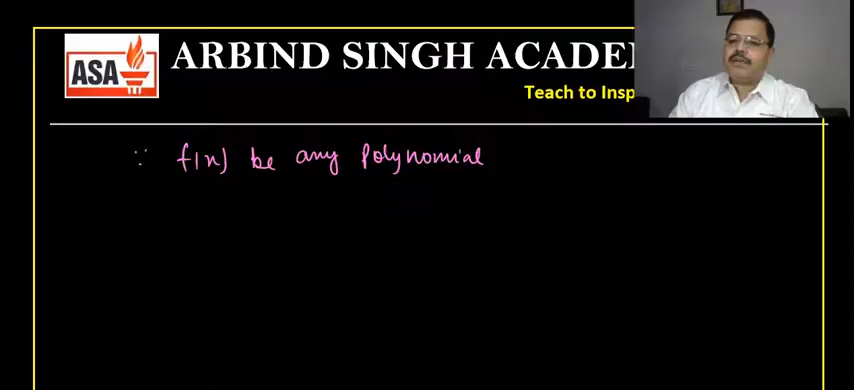 ASA
ARBIND SINGH ACADE
Teach to Insp
∵ f(x) be any polynomial